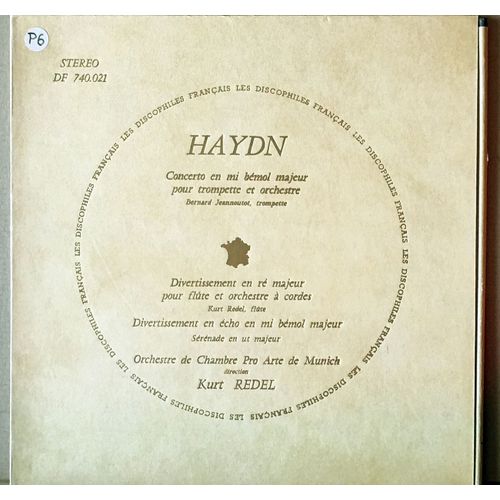 P6
STEREO
DF 740.021
LES DISCOPHILES FRANÇAIS LES DISCOPHILES FRANÇAIS LES DISCOPHILES FRANÇAIS LES DISCOPHILES FRANÇAIS LES DISCOPHILES FRANÇAIS
HAYDN
Concerto en mi bémol majeur
pour trompette et orchestre
Bernard Jeannoutot, trompette
Divertissement en ré majeur
pour flûte et orchestre à cordes
Kurt Redel, flûte
Divertissement en écho en mi bémol majeur
Sérénade en ut majeur
Orchestre de Chambre Pro Arte de Munich
direction
Kurt REDEL